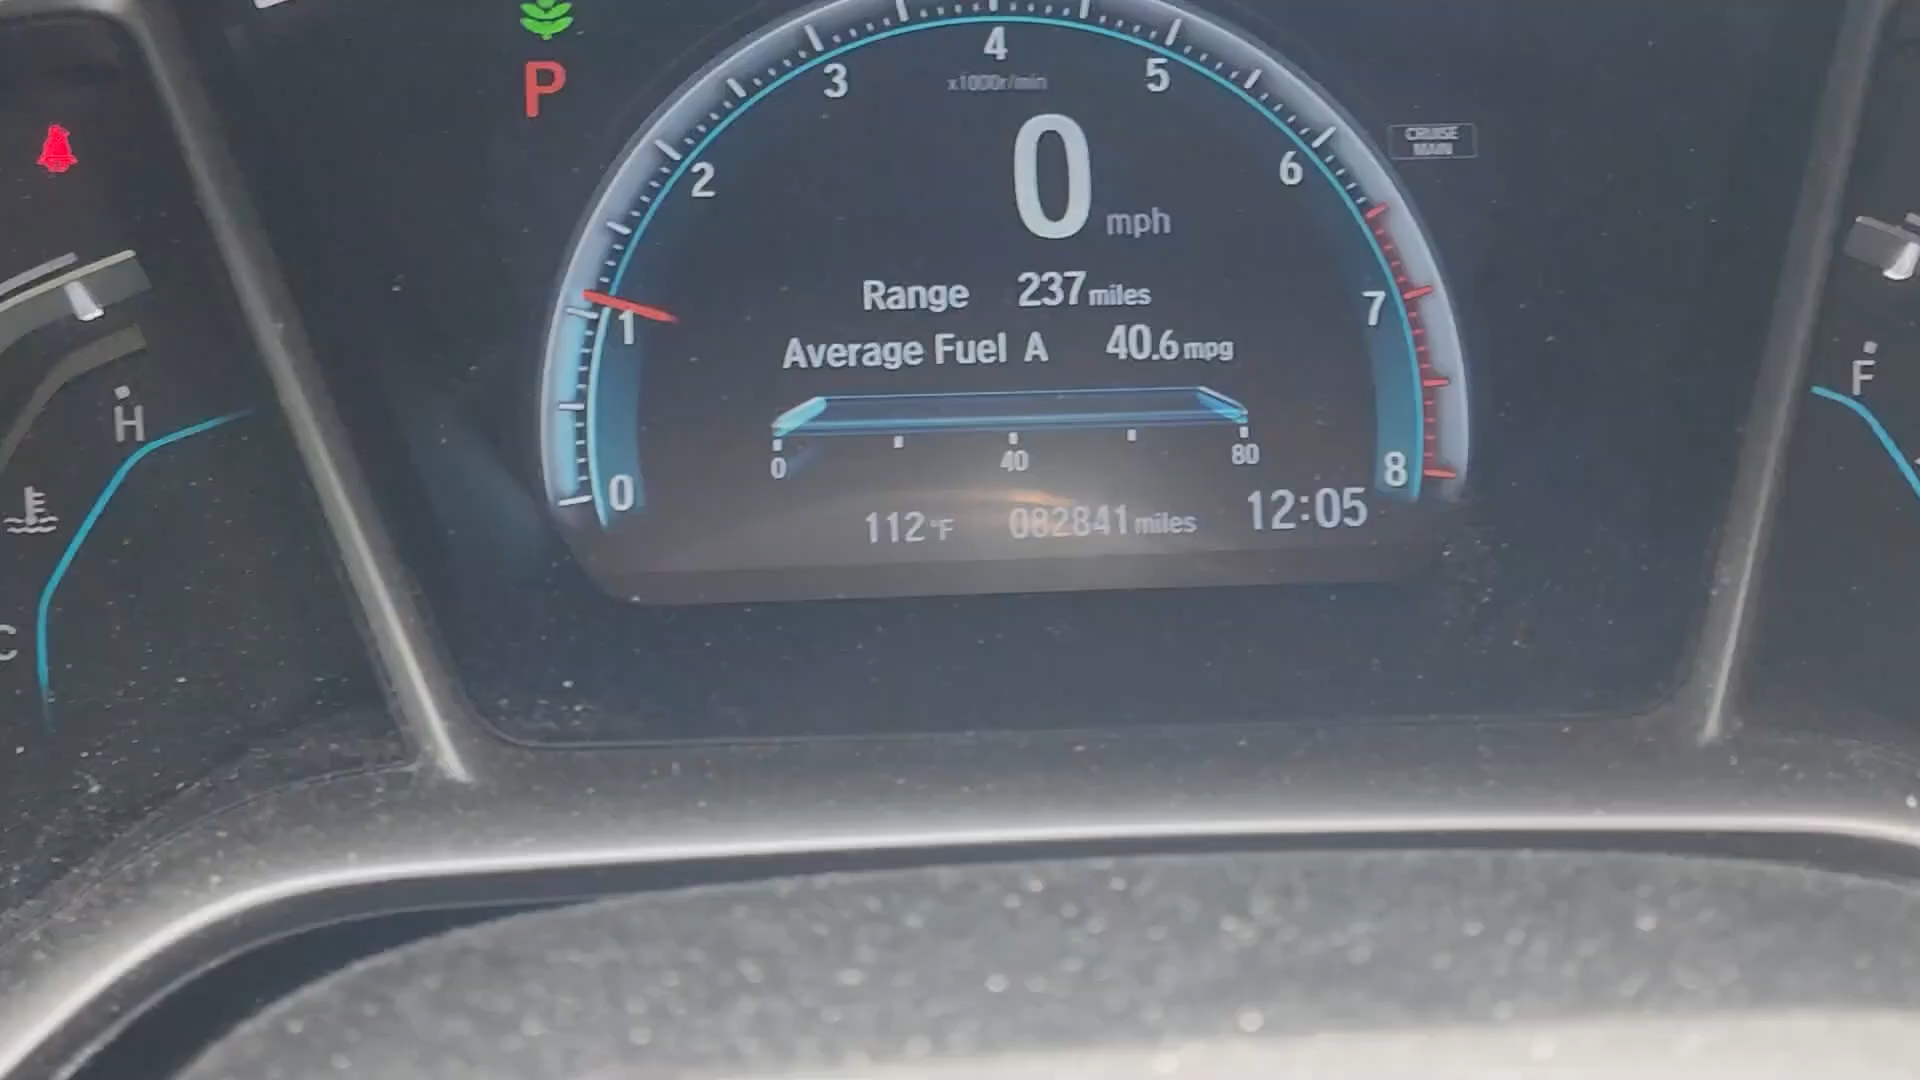 P
4
3
5
x1000r/min
0 mph
CRUISE
MAIN
2
6
Range 237 miles
1
7
Average Fuel A 40.6 mpg
H
F
0 40 80
0
8
112°F 082841 miles 12:05
C